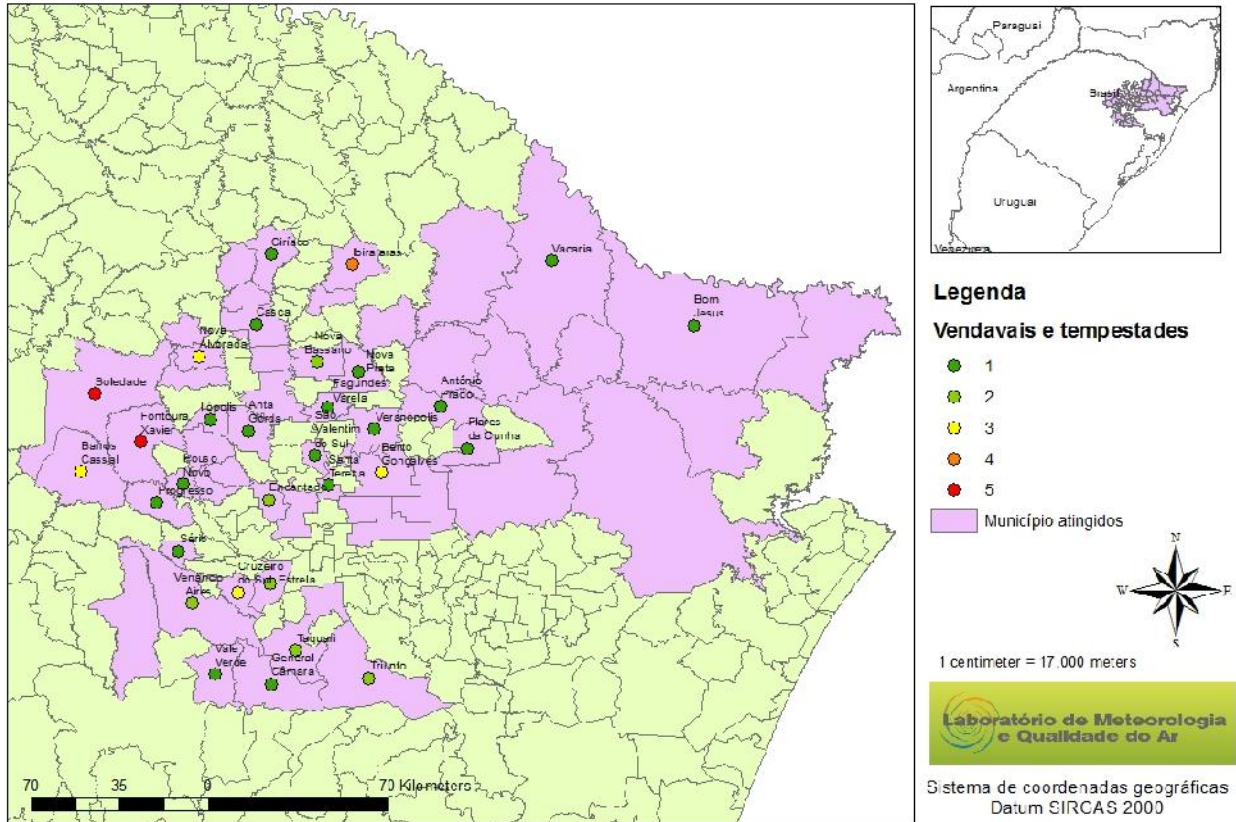 Ciríaco
Ibiraiaras
Vacaria
Bom
Jesus
Casca
Nova
Alvorada
Nova
Bassano
Nova
Prata
Soledade
Fagundes
Varela
Antônio
Prado
Fontoura
Xavier
Anta
Gorda
São
Valentim
do Sul
Veranópolis
Flores
da Cunha
Barros
Cassal
Pouso
Novo
Santa
Tereza
Bento
Gonçalves
Progresso
Encantado
Sério
Cruzeiro
do Sul
Estrela
Venâncio
Aires
Taquari
Vale
Verde
General
Câmara
Triunfo
70 35 0 70 Kilometers
Paraguai
Argentina
Brasil
Uruguai
Legenda
Vendavais e tempestades
1
2
3
4
5
Município atingidos
N
W E
S
1 centimeter = 17.000 meters
Laboratório de Meteorologia
e Qualidade do Ar
Sistema de coordenadas geográficas
Datum SIRCAS 2000